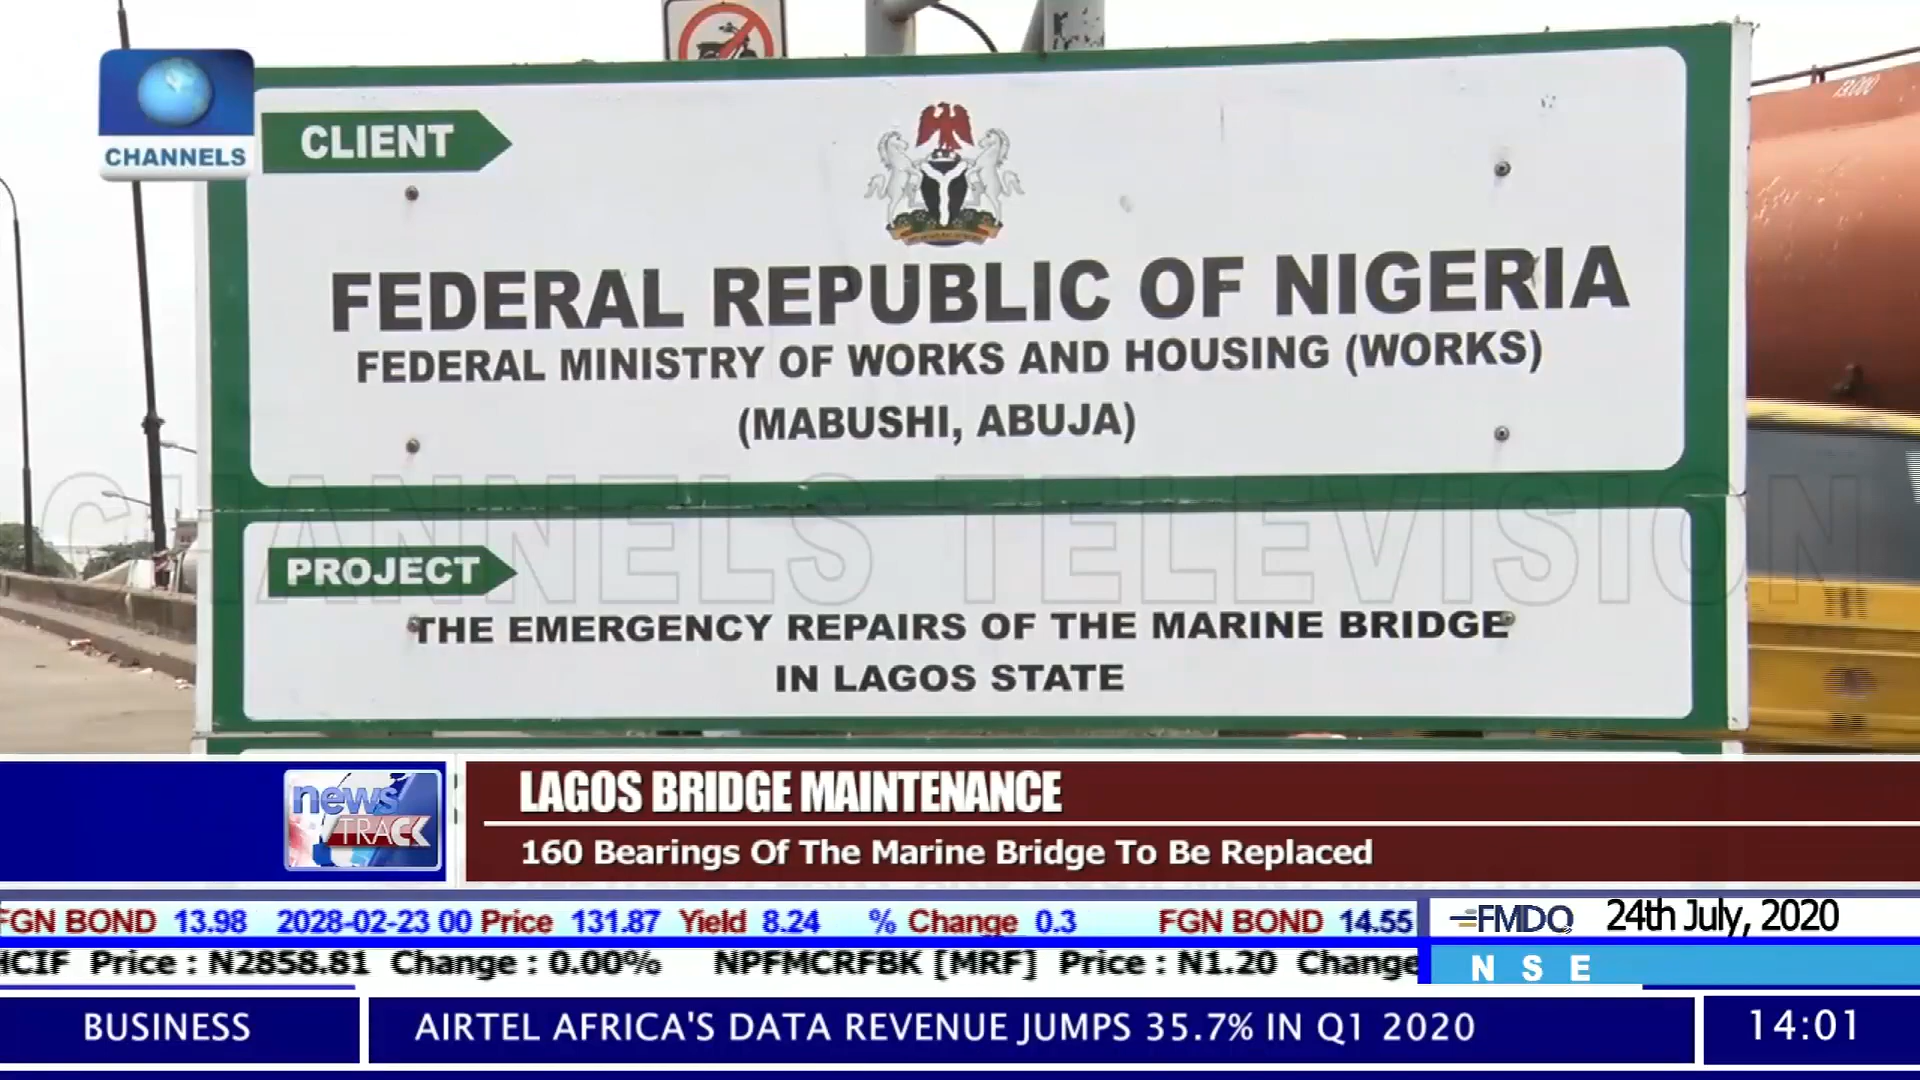 CHANNELS
CLIENT
FEDERAL REPUBLIC OF NIGERIA
FEDERAL MINISTRY OF WORKS AND HOUSING (WORKS)
(MABUSHI, ABUJA)
CHANNELS TELEVISION
PROJECT
THE EMERGENCY REPAIRS OF THE MARINE BRIDGE
IN LAGOS STATE
news
TRACK
LAGOS BRIDGE MAINTENANCE
160 Bearings Of The Marine Bridge To Be Replaced
FGN BOND 13.98 2028-02-23 00 Price 131.87 Yield 8.24 % Change 0.3 FGN BOND 14.55
FMDQ 24th July, 2020
HCIF Price : N2858.81 Change : 0.00% NPFMCRFBK [MRF] Price : N1.20 Change
NSE
BUSINESS
AIRTEL AFRICA'S DATA REVENUE JUMPS 35.7% IN Q1 2020
14:01